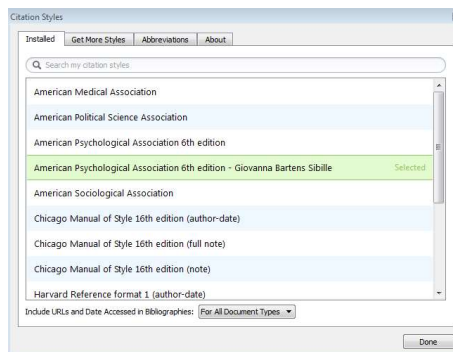 Citation Styles
Installed Get More Styles Abbreviations About
Search my citation styles
American Medical Association
American Political Science Association
American Psychological Association 6th edition
American Psychological Association 6th edition - Giovanna Bartens Sibille Selected
American Sociological Association
Chicago Manual of Style 16th edition (author-date)
Chicago Manual of Style 16th edition (full note)
Chicago Manual of Style 16th edition (note)
Harvard Reference format 1 (author-date)
Include URLs and Date Accessed in Bibliographies: For All Document Types
Done